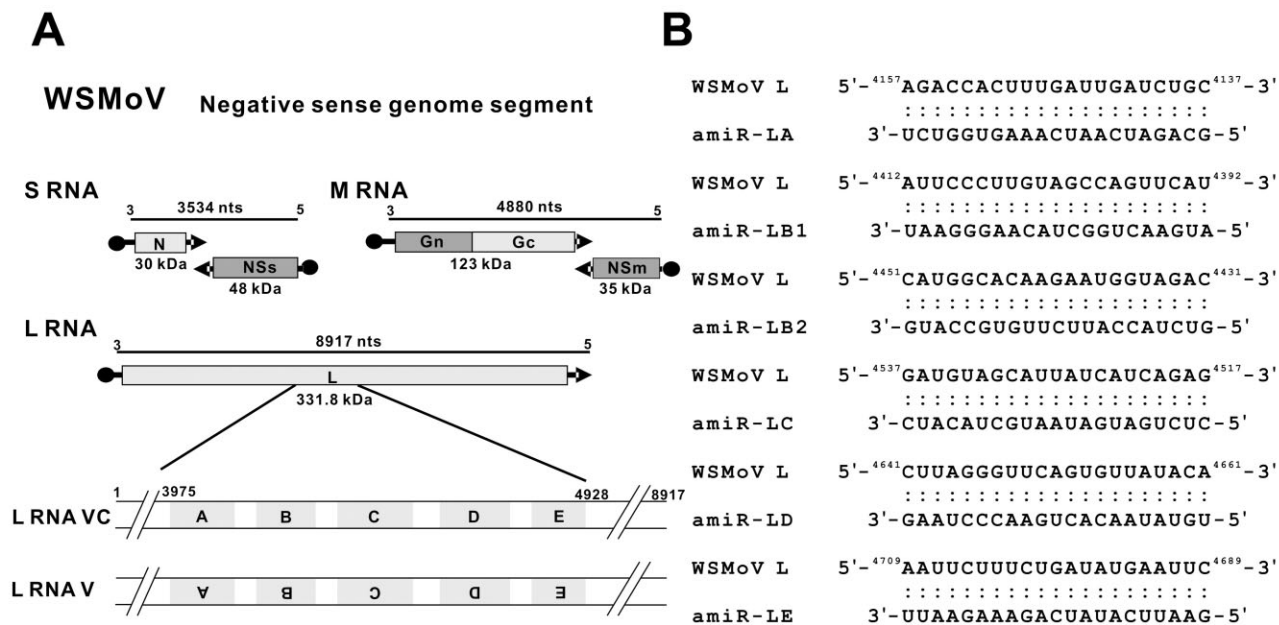 A
WSMoV Negative sense genome segment
S RNA
3 3534 nts 5
N
30 kDa
NSs
48 kDa
M RNA
3 4880 nts 5
Gn Gc
123 kDa
NSm
35 kDa
L RNA
3 8917 nts 5
L
331.8 kDa
1 3975 4928 8917
L RNA VC A B C D E
L RNA V A B C D E
B
WSMoV L 5'-4157AGACCACUUUGAUUGAUCUGC4137-3'
:::::::::::::::::::::
amiR-LA 3'-UCUGGUGAAACUAACUAGACG-5'
WSMoV L 5'-4412AUUCCCUUGUAGCCAGUUCAU4392-3'
:::::::::::::::::::::
amiR-LB1 3'-UAAGGGAACAUCGGUCAAGUA-5'
WSMoV L 5'-4451CAUGGCACAAGAAUGGUAGAC4431-3'
:::::::::::::::::::::
amiR-LB2 3'-GUACCGUGUUCUUACCAUCUG-5'
WSMoV L 5'-4537GAUGUAGCAUUAUCAUCAGAG4517-3'
:::::::::::::::::::::
amiR-LC 3'-CUACAUCGUAAUAGUAGUCUC-5'
WSMoV L 5'-4641CUUAGGGUUCAGUGUUAUACA4661-3'
:::::::::::::::::::::
amiR-LD 3'-GAAUCCCAAGUCACAAUAUGU-5'
WSMoV L 5'-4709AAUUCUUUCUGAUAUGAAUUC4689-3'
:::::::::::::::::::::
amiR-LE 3'-UUAAGAAAGACUAUACUUAAG-5'